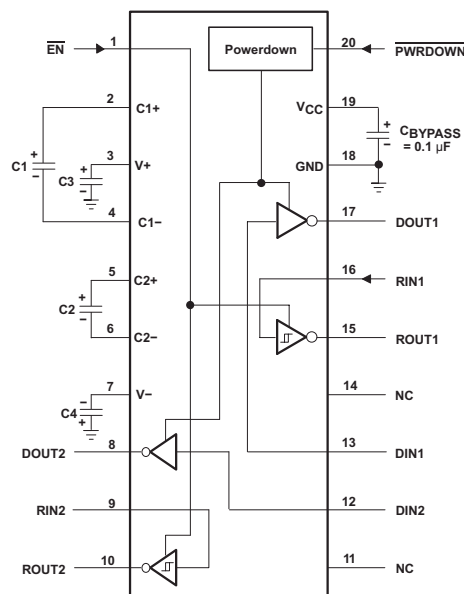 EN 1 Powerdown 20 PWRDOWN
2 C1+ VCC 19
C1 + − 3 V+ + − CBYPASS = 0.1 µF
C3 + − GND 18
4 C1− 17 DOUT1
5 C2+ 16 RIN1
C2 + −
6 C2− 15 ROUT1
7 V− 14 NC
C4 − +
DOUT2 8 13 DIN1
RIN2 9 12 DIN2
ROUT2 10 11 NC